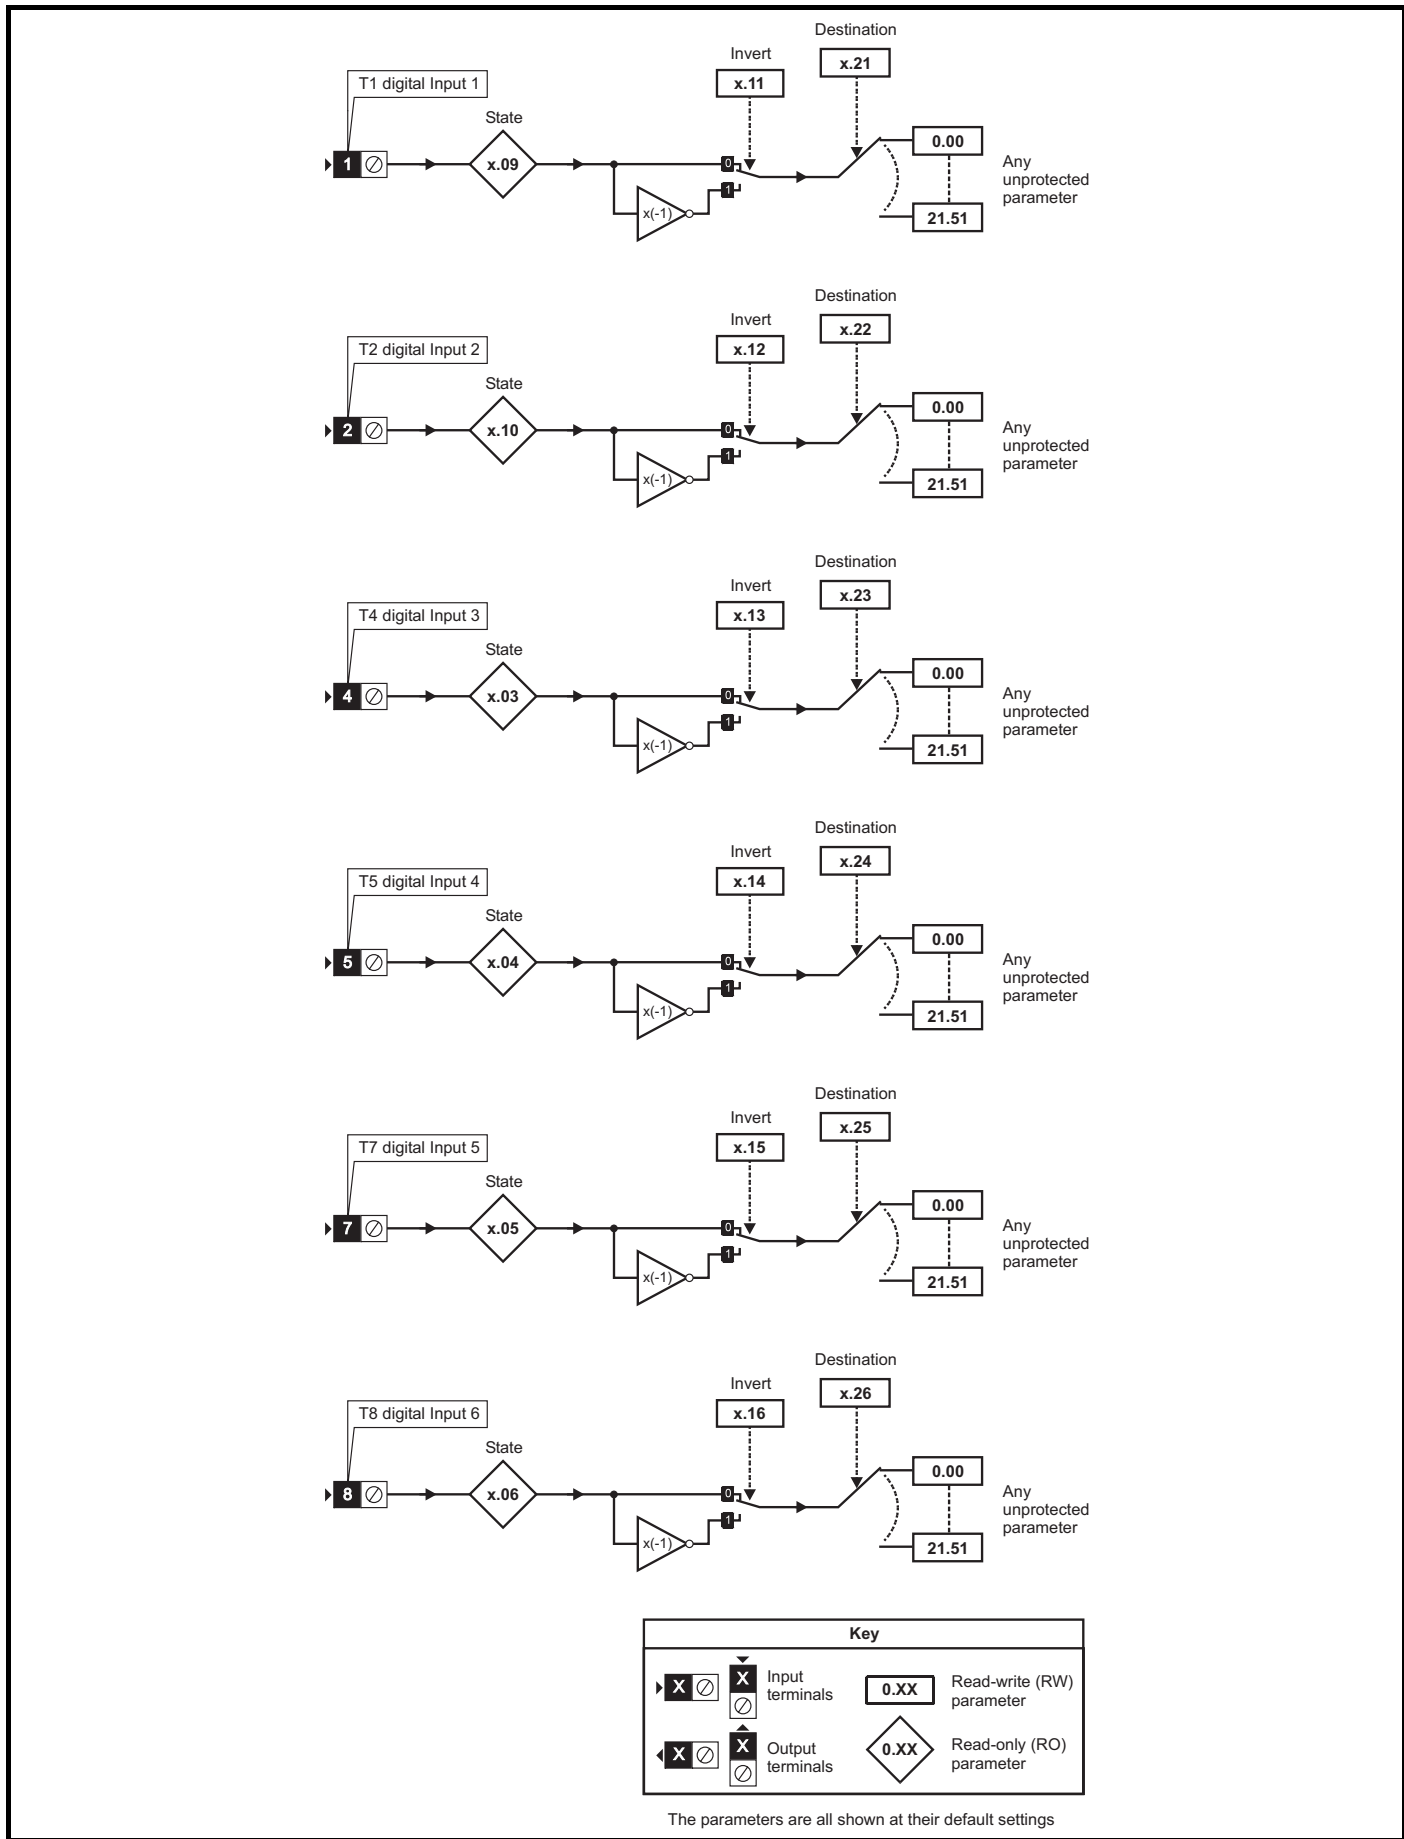 Destination
Invert
x.21
T1 digital Input 1
x.11
State
0.00
1
x.09
0
Any
unprotected
parameter
1
x(-1)
21.51
Destination
Invert
x.22
T2 digital Input 2
x.12
State
0.00
2
x.10
0
Any
unprotected
parameter
1
x(-1)
21.51
Destination
Invert
x.23
T4 digital Input 3
x.13
State
0.00
4
x.03
0
Any
unprotected
parameter
1
x(-1)
21.51
Destination
Invert
x.24
T5 digital Input 4
x.14
State
0.00
5
x.04
0
Any
unprotected
parameter
1
x(-1)
21.51
Destination
Invert
x.25
T7 digital Input 5
x.15
State
0.00
7
x.05
0
Any
unprotected
parameter
1
x(-1)
21.51
Destination
Invert
x.26
T8 digital Input 6
x.16
State
0.00
8
x.06
0
Any
unprotected
parameter
1
x(-1)
21.51
Key
X
X
Input
terminals
0.XX
Read-write (RW)
parameter
X
X
Output
terminals
0.XX
Read-only (RO)
parameter
The parameters are all shown at their default settings